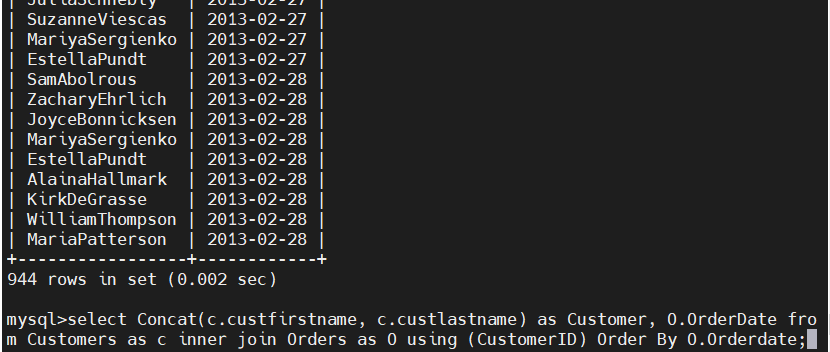 | SuzanneViescas  | 2013-02-27 |
| MariyaSergienko | 2013-02-27 |
| EstellaPundt    | 2013-02-27 |
| SamAbolrous     | 2013-02-28 |
| ZacharyEhrlich  | 2013-02-28 |
| JoyceBonnicksen | 2013-02-28 |
| MariyaSergienko | 2013-02-28 |
| EstellaPundt    | 2013-02-28 |
| AlainaHallmark  | 2013-02-28 |
| KirkDeGrasse    | 2013-02-28 |
| WilliamThompson | 2013-02-28 |
| MariaPatterson  | 2013-02-28 |
+-----------------+------------+
944 rows in set (0.002 sec)
mysql>select Concat(c.custfirstname, c.custlastname) as Customer, O.OrderDate fro
m Customers as c inner join Orders as O using (CustomerID) Order By O.Orderdate;